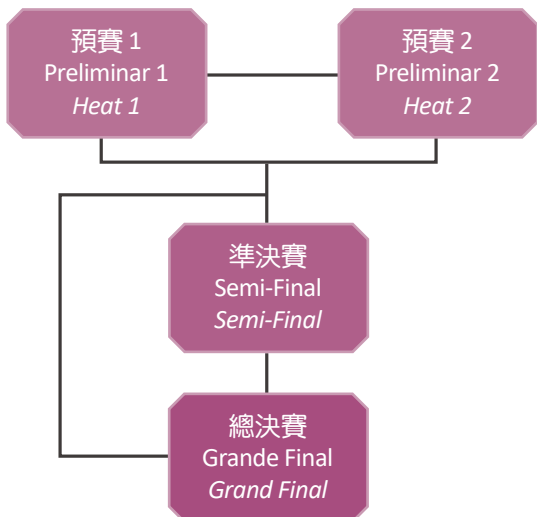 預賽 1
Preliminar 1
Heat 1
預賽 2
Preliminar 2
Heat 2
準決賽
Semi-Final
Semi-Final
總決賽
Grande Final
Grand Final